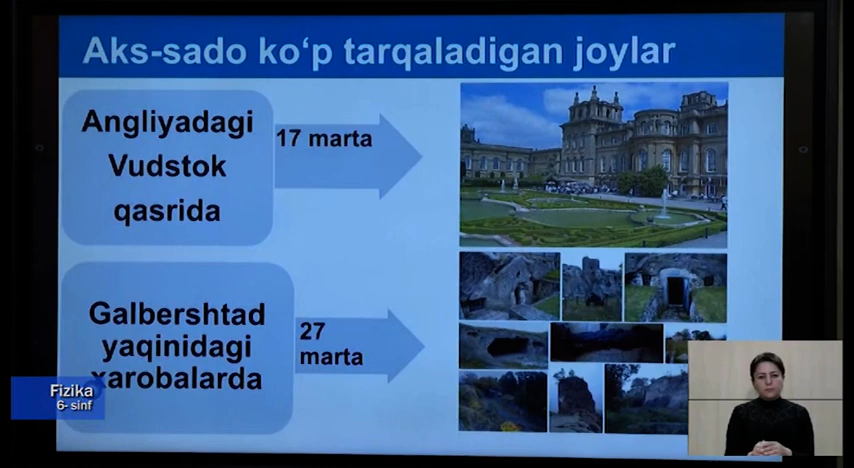 Aks-sado ko‘p tarqaladigan joylar
Angliyadagi
Vudstok
qasrida
17 marta
Galbershtad
yaqinidagi
xarobalarda
27
marta
Fizika
6- sinf